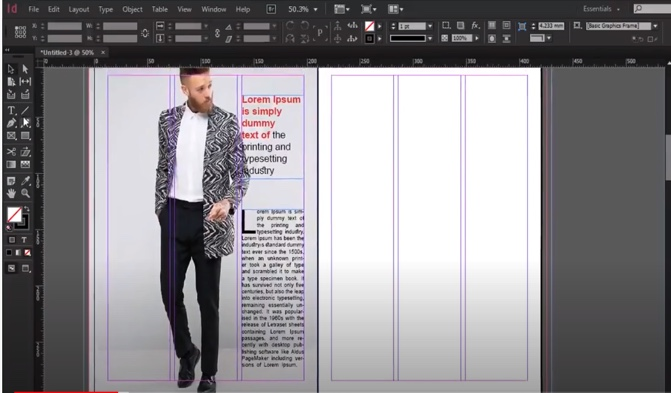 Id File Edit Layout Type Object Table View Window Help Br 50.3% Essentials
X: W: 1 pt fx. 4.233 mm [Basic Graphics Frame]
Y: H: P 100%
*Untitled-3 @ 50%
0 50 100 150 200 250 300 350 400 450 500
Lorem Ipsum
is simply
dummy
text of the
printing and
typesetting
industry
Lorem Ipsum is sim-
ply dummy text of
the printing and
typesetting industry.
Lorem Ipsum has been the
industry's standard dummy
text ever since the 1500s,
when an unknown print-
er took a galley of type
and scrambled it to make
a type specimen book. It
has survived not only five
centuries, but also the leap
into electronic typesetting,
remaining essentially un-
changed. It was popular-
ised in the 1960s with the
release of Letraset sheets
containing Lorem Ipsum
passages, and more re-
cently with desktop pub-
lishing software like Aldus
PageMaker including ver-
sions of Lorem Ipsum.